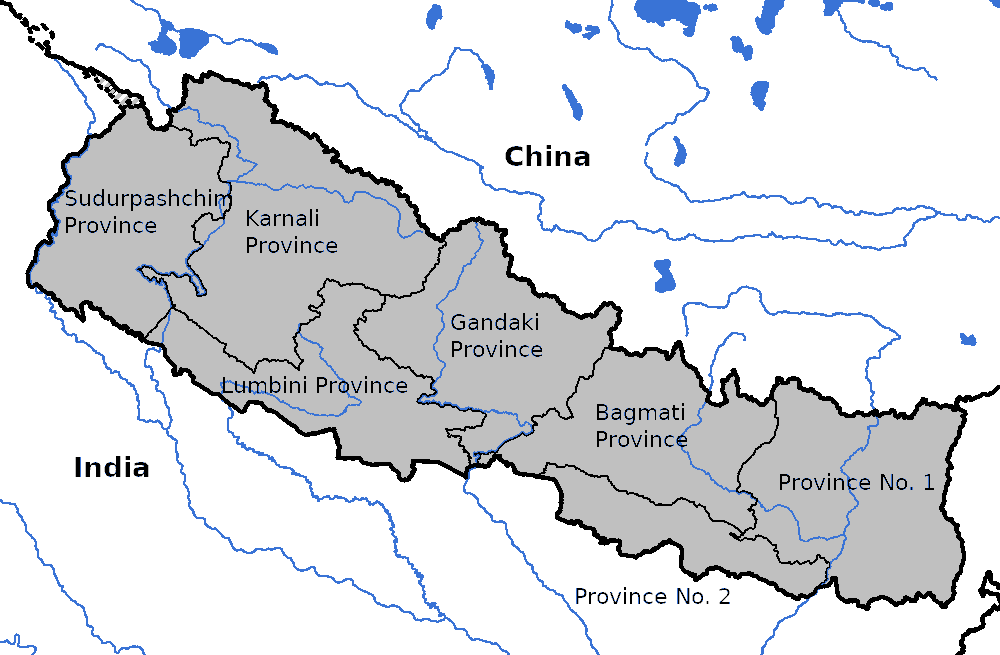 China
Sudurpashchim
Province
Karnali
Province
Gandaki
Province
Lumbini Province
Bagmati
Province
India
Province No. 1
Province No. 2